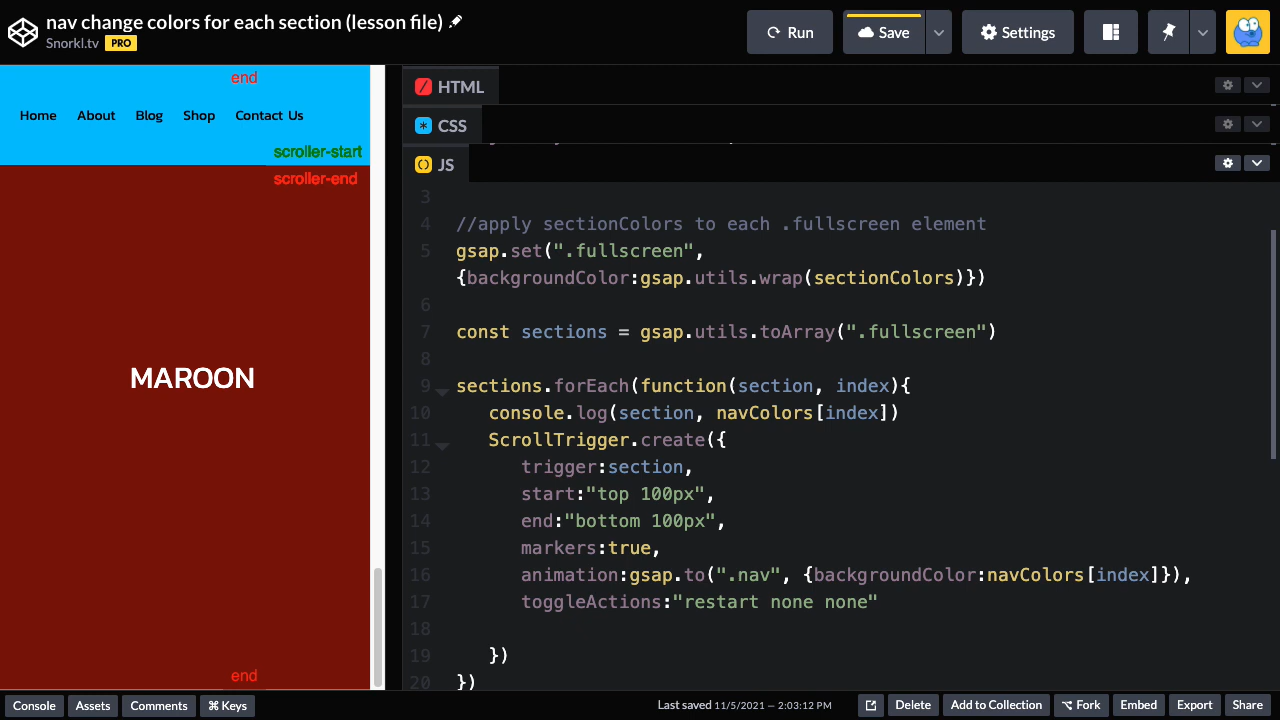 nav change colors for each section (lesson file)
Snorkl.tv PRO
Run
Save
Settings
end
Home About Blog Shop Contact Us
scroller-start
scroller-end
MAROON
end
HTML
CSS
JS
3
4 //apply sectionColors to each .fullscreen element
5 gsap.set(".fullscreen",
{backgroundColor:gsap.utils.wrap(sectionColors)})
6
7 const sections = gsap.utils.toArray(".fullscreen")
8
9 sections.forEach(function(section, index){
10 console.log(section, navColors[index])
11 ScrollTrigger.create({
12 trigger:section,
13 start:"top 100px",
14 end:"bottom 100px",
15 markers:true,
16 animation:gsap.to(".nav", {backgroundColor:navColors[index]}),
17 toggleActions:"restart none none"
18
19 })
20 })
Console Assets Comments ⌘ Keys
Last saved 11/5/2021 — 2:03:12 PM
Delete Add to Collection ⌥ Fork Embed Export Share